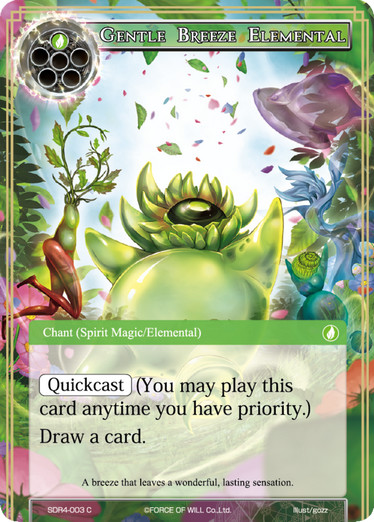 Gentle Breeze Elemental
Chant (Spirit Magic/Elemental)
Quickcast (You may play this
card anytime you have priority.)
Draw a card.
A breeze that leaves a wonderful, lasting sensation.
SDR4-003 C ©FORCE OF WILL Co.,Ltd. Illust/gozz